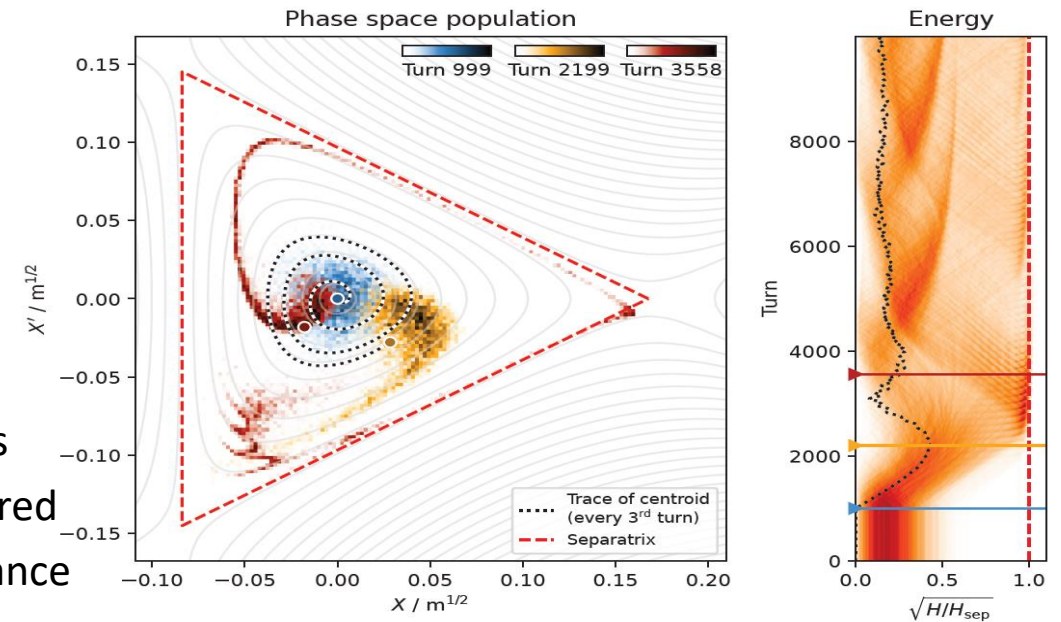 Phase space population
Turn 999 Turn 2199 Turn 3558
0.15
0.10
0.05
0.00
−0.05
−0.10
−0.15
X′ / m1/2
−0.10 −0.05 0.00 0.05 0.10 0.15 0.20
X / m1/2
Trace of centroid
(every 3rd turn)
Separatrix
s
red
ance
Energy
8000
6000
4000
2000
0
Turn
0.0 0.5 1.0
√H/Hsep